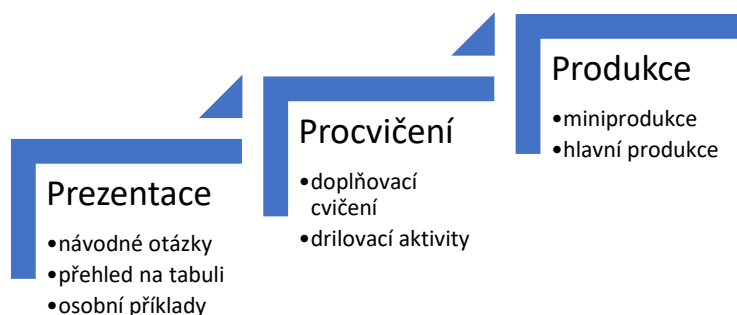 Prezentace
•návodné otázky
•přehled na tabuli
•osobní příklady
Procvičení
•doplňovací
cvičení
•drilovací aktivity
Produkce
•miniprodukce
•hlavní produkce